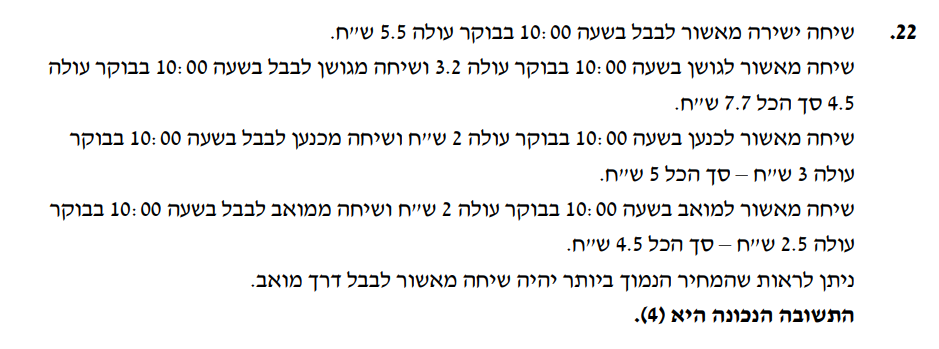 22. שיחה ישירה מאשור לבבל בשעה 10:00 בבוקר עולה 5.5 ש״ח.
שיחה מאשור לגושן בשעה 10:00 בבוקר עולה 3.2 ושיחה מגושן לבבל בשעה 10:00 בבוקר עולה
4.5 סך הכל 7.7 ש״ח.
שיחה מאשור לכנען בשעה 10:00 בבוקר עולה 2 ש״ח ושיחה מכנען לבבל בשעה 10:00 בבוקר
עולה 3 ש״ח – סך הכל 5 ש״ח.
שיחה מאשור למואב בשעה 10:00 בבוקר עולה 2 ש״ח ושיחה ממואב לבבל בשעה 10:00 בבוקר
עולה 2.5 ש״ח – סך הכל 4.5 ש״ח.
ניתן לראות שהמחיר הנמוך ביותר יהיה שיחה מאשור לבבל דרך מואב.
התשובה הנכונה היא (4).